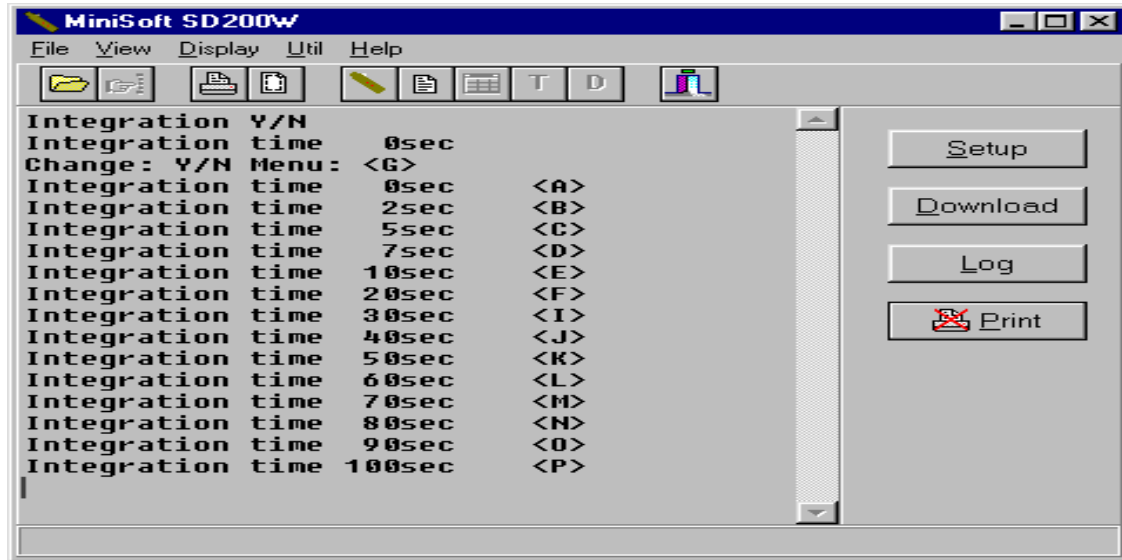 MiniSoft SD200W
File View Display Util Help
T D
Integration Y/N
Integration time 0sec
Change: Y/N Menu: <G>
Integration time 0sec <A>
Integration time 2sec <B>
Integration time 5sec <C>
Integration time 7sec <D>
Integration time 10sec <E>
Integration time 20sec <F>
Integration time 30sec <I>
Integration time 40sec <J>
Integration time 50sec <K>
Integration time 60sec <L>
Integration time 70sec <M>
Integration time 80sec <N>
Integration time 90sec <O>
Integration time 100sec <P>
Setup
Download
Log
Print